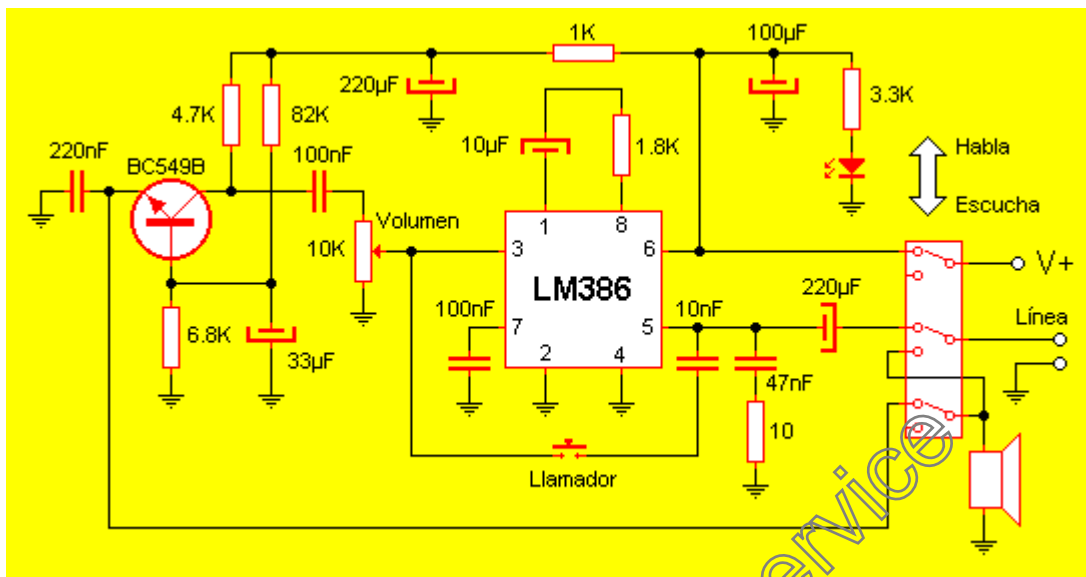 1K
100µF
220µF
3.3K
4.7K
82K
10µF
1.8K
220nF
BC549B
100nF
Habla
Escucha
Volumen
10K
1
8
3
6
LM386
V+
220µF
100nF
10nF
7
5
Línea
6.8K
33µF
2
4
47nF
10
Llamador
service